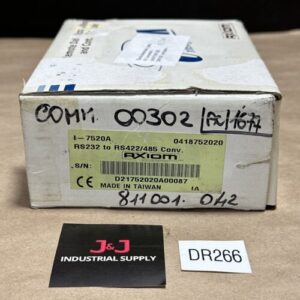 AXIOM
COMM 00302
I-7520A
0418752020
RS232 to RS422/485 Conv.
AXIOM
S/N:
D21752020A00087
CE
MADE IN TAIWAN
IA
811001.042
J&J
INDUSTRIAL SUPPLY
DR266